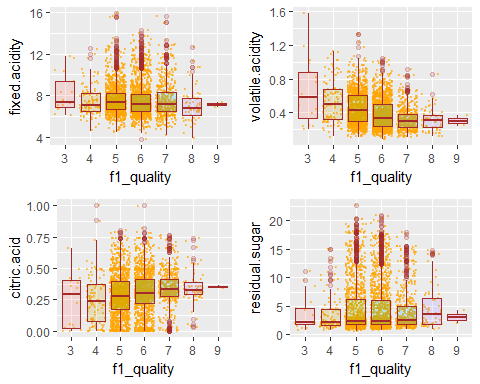 fixed.acidity
16
12
8
4
3 4 5 6 7 8 9
f1_quality
volatile.acidity
1.6
1.2
0.8
0.4
3 4 5 6 7 8 9
f1_quality
citric.acid
1.00
0.75
0.50
0.25
0.00
3 4 5 6 7 8 9
f1_quality
residual.sugar
20
15
10
5
0
3 4 5 6 7 8 9
f1_quality